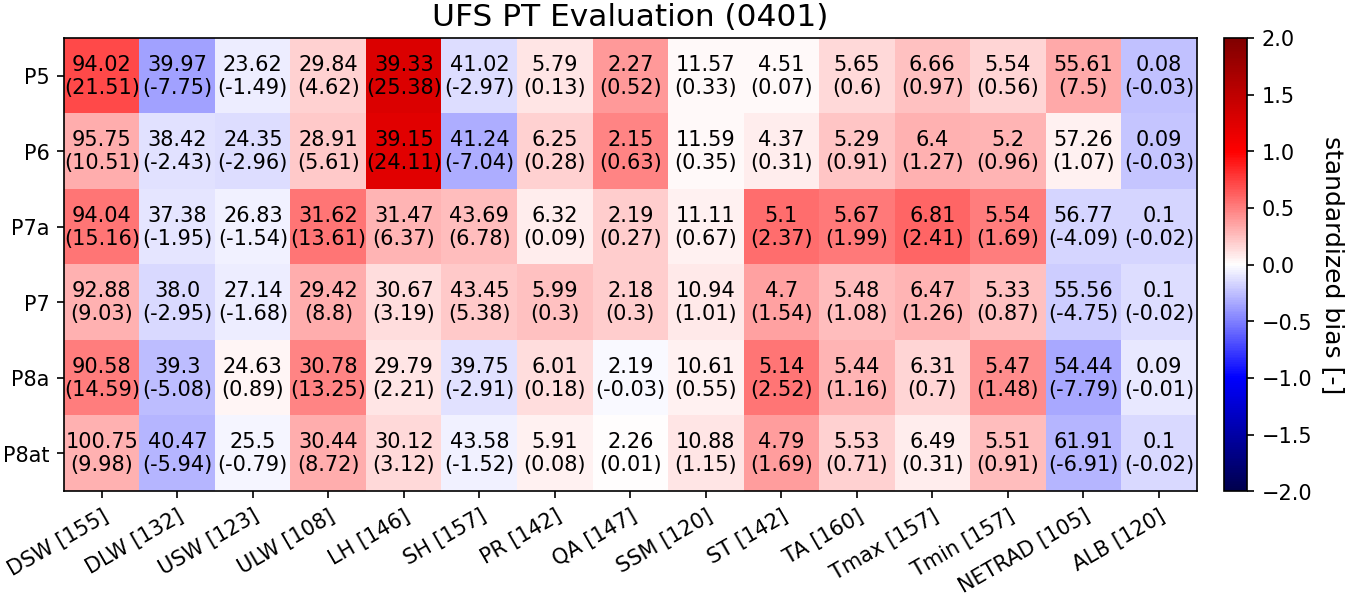 UFS PT Evaluation (0401)
P5 94.02 39.97 23.62 29.84 39.33 41.02 5.79 2.27 11.57 4.51 5.65 6.66 5.54 55.61 0.08
(21.51) (-7.75) (-1.49) (4.62) (25.38) (-2.97) (0.13) (0.52) (0.33) (0.07) (0.6) (0.97) (0.56) (7.5) (-0.03)
P6 95.75 38.42 24.35 28.91 39.15 41.24 6.25 2.15 11.59 4.37 5.29 6.4 5.2 57.26 0.09
(10.51) (-2.43) (-2.96) (5.61) (24.11) (-7.04) (0.28) (0.63) (0.35) (0.31) (0.91) (1.27) (0.96) (1.07) (-0.03)
P7a 94.04 37.38 26.83 31.62 31.47 43.69 6.32 2.19 11.11 5.1 5.67 6.81 5.54 56.77 0.1
(15.16) (-1.95) (-1.54) (13.61) (6.37) (6.78) (0.09) (0.27) (0.67) (2.37) (1.99) (2.41) (1.69) (-4.09) (-0.02)
P7 92.88 38.0 27.14 29.42 30.67 43.45 5.99 2.18 10.94 4.7 5.48 6.47 5.33 55.56 0.1
(9.03) (-2.95) (-1.68) (8.8) (3.19) (5.38) (0.3) (0.3) (1.01) (1.54) (1.08) (1.26) (0.87) (-4.75) (-0.02)
P8a 90.58 39.3 24.63 30.78 29.79 39.75 6.01 2.19 10.61 5.14 5.44 6.31 5.47 54.44 0.09
(14.59) (-5.08) (0.89) (13.25) (2.21) (-2.91) (0.18) (-0.03) (0.55) (2.52) (1.16) (0.7) (1.48) (-7.79) (-0.01)
P8at 100.75 40.47 25.5 30.44 30.12 43.58 5.91 2.26 10.88 4.79 5.53 6.49 5.51 61.91 0.1
(9.98) (-5.94) (-0.79) (8.72) (3.12) (-1.52) (0.08) (0.01) (1.15) (1.69) (0.71) (0.31) (0.91) (-6.91) (-0.02)
DSW [155] DLW [132] USW [123] ULW [108] LH [146] SH [157] PR [142] QA [147] SSM [120] ST [142] TA [160] Tmax [157] Tmin [157] NETRAD [105] ALB [120]
2.0
1.5
1.0
0.5
0.0
−0.5
−1.0
−1.5
−2.0
standardized bias [-]